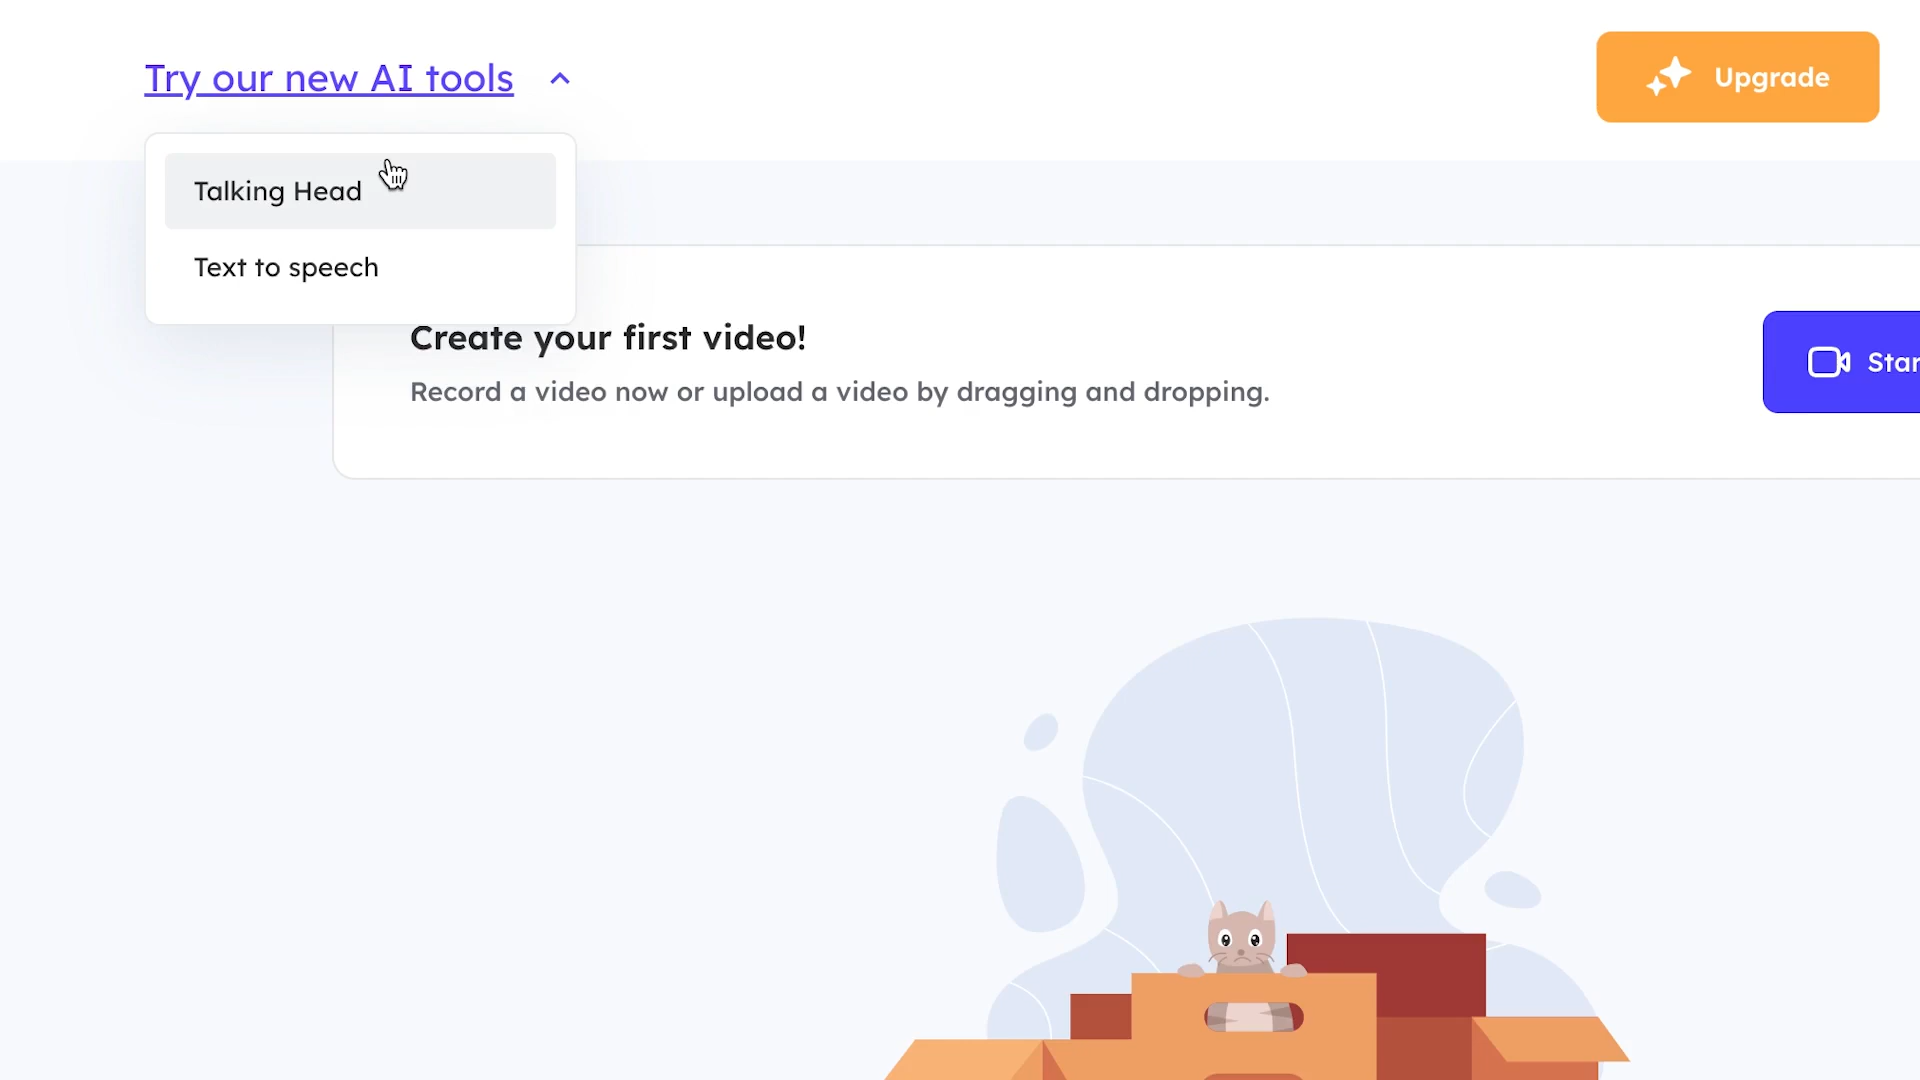 Try our new AI tools
Upgrade
Talking Head
Text to speech
Create your first video!
Record a video now or upload a video by dragging and dropping.